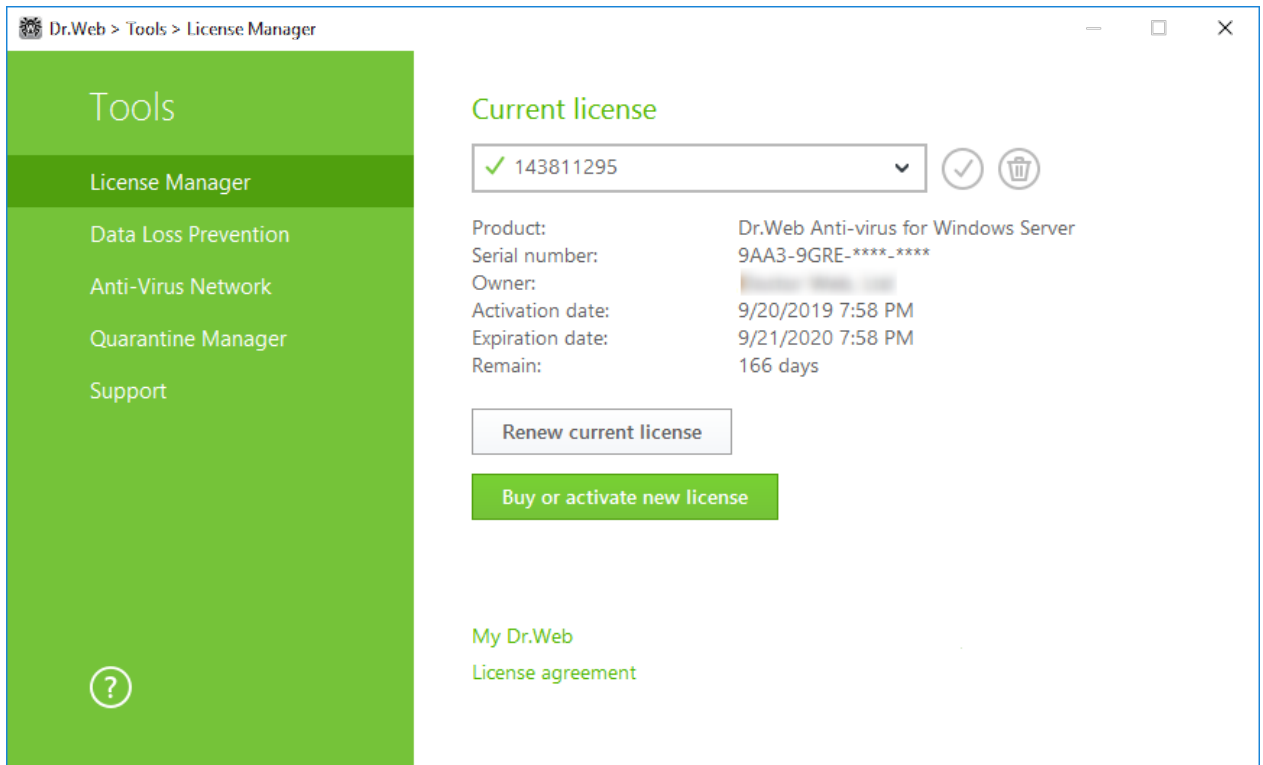 Dr.Web > Tools > License Manager
Tools
License Manager
Data Loss Prevention
Anti-Virus Network
Quarantine Manager
Support
?
Current license
143811295
Product: Dr.Web Anti-virus for Windows Server
Serial number: 9AA3-9GRE-****-****
Owner:
Activation date: 9/20/2019 7:58 PM
Expiration date: 9/21/2020 7:58 PM
Remain: 166 days
Renew current license
Buy or activate new license
My Dr.Web
License agreement